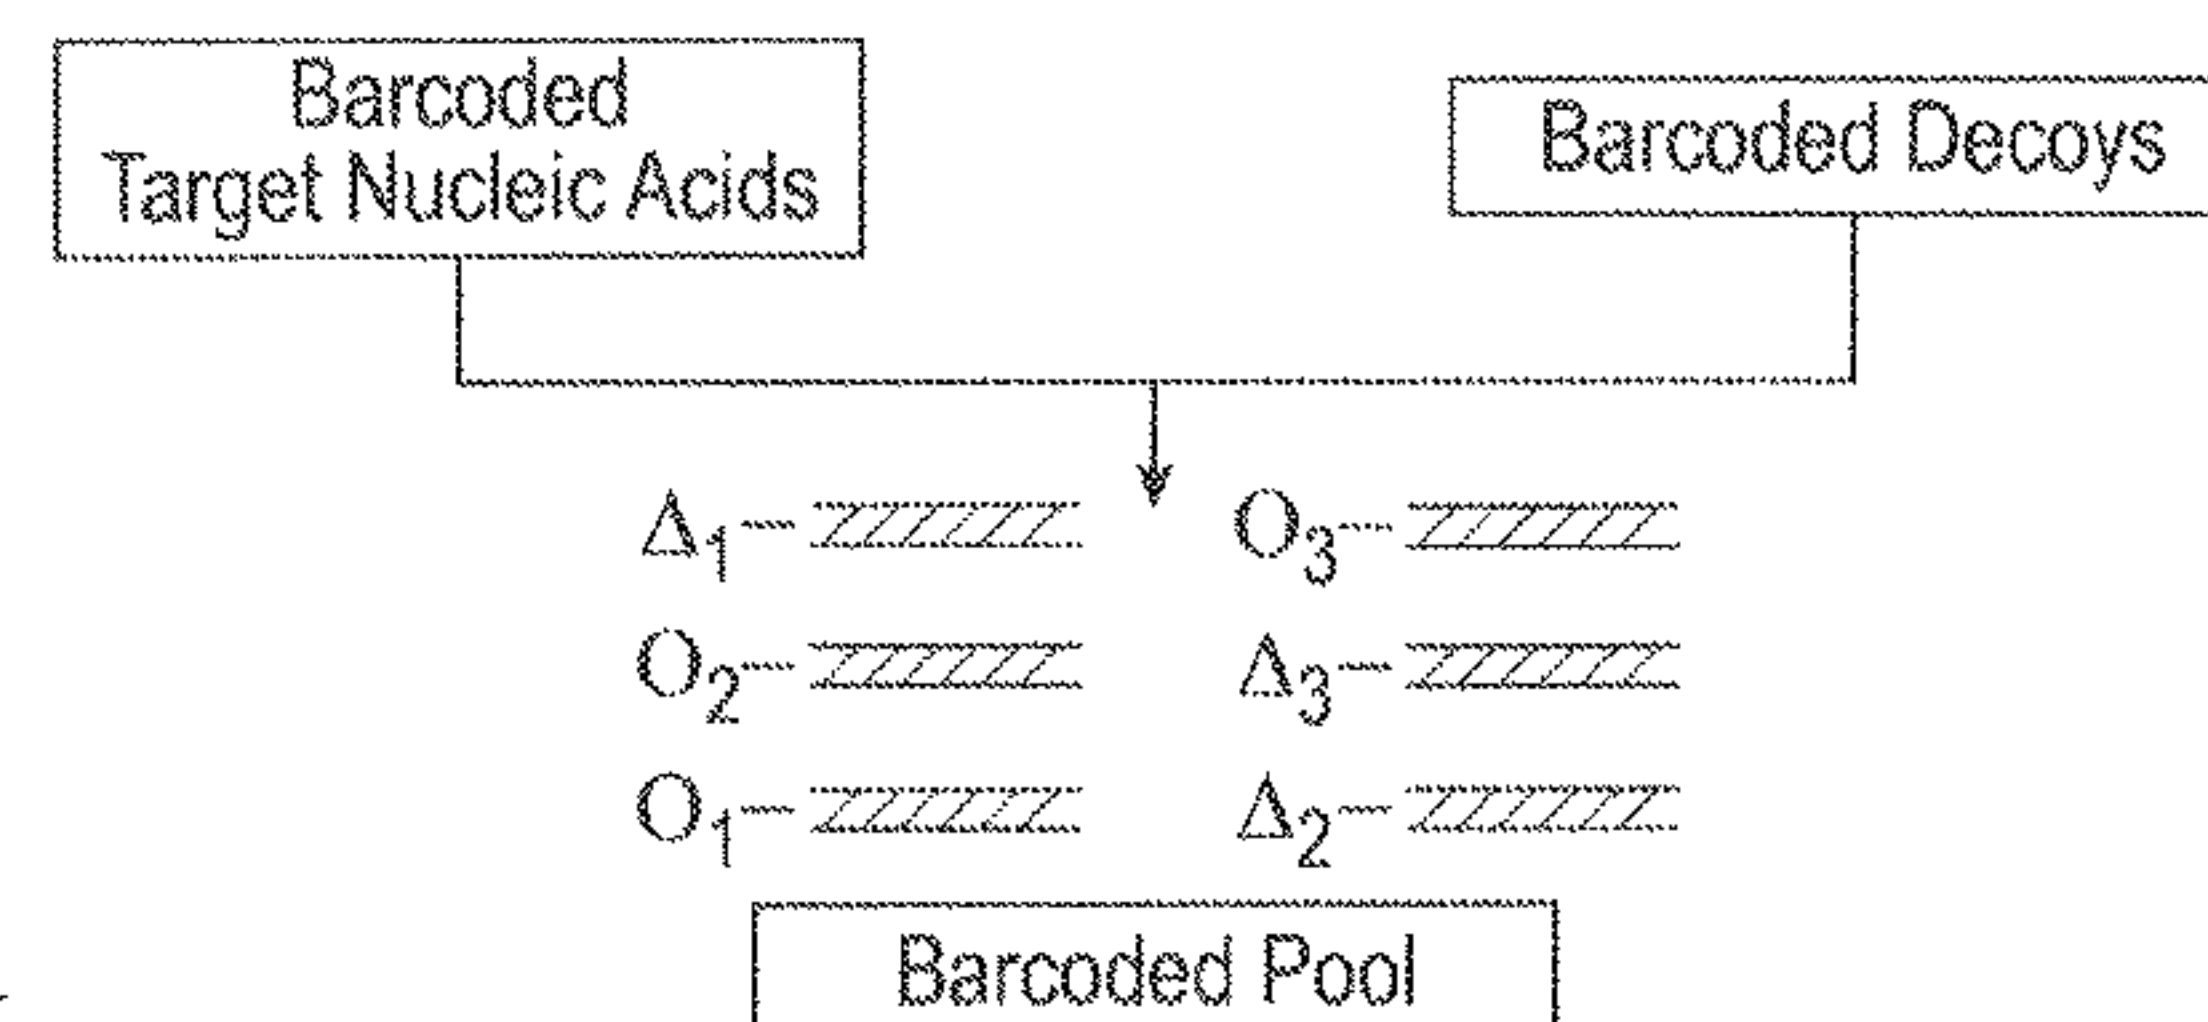 Barcoded
Target Nucleic Acids
Barcoded Decoys
Δ1
O3
O2
Δ3
O1
Δ2
Barcoded Pool